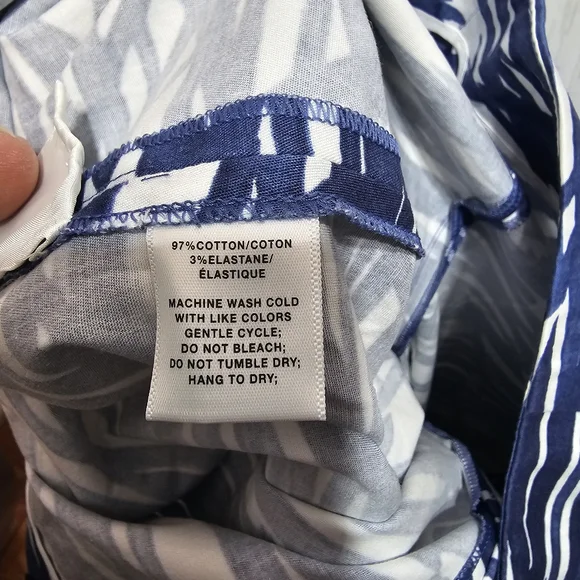 97%COTTON/COTON
3%ELASTANE/
ÉLASTIQUE
MACHINE WASH COLD
WITH LIKE COLORS
GENTLE CYCLE;
DO NOT BLEACH;
DO NOT TUMBLE DRY;
HANG TO DRY;